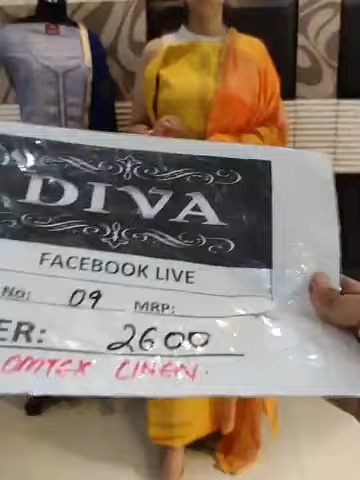 DIVA
FACEBOOK LIVE
No: 09 MRP:
ER: 2600
OMTEX LINEN.